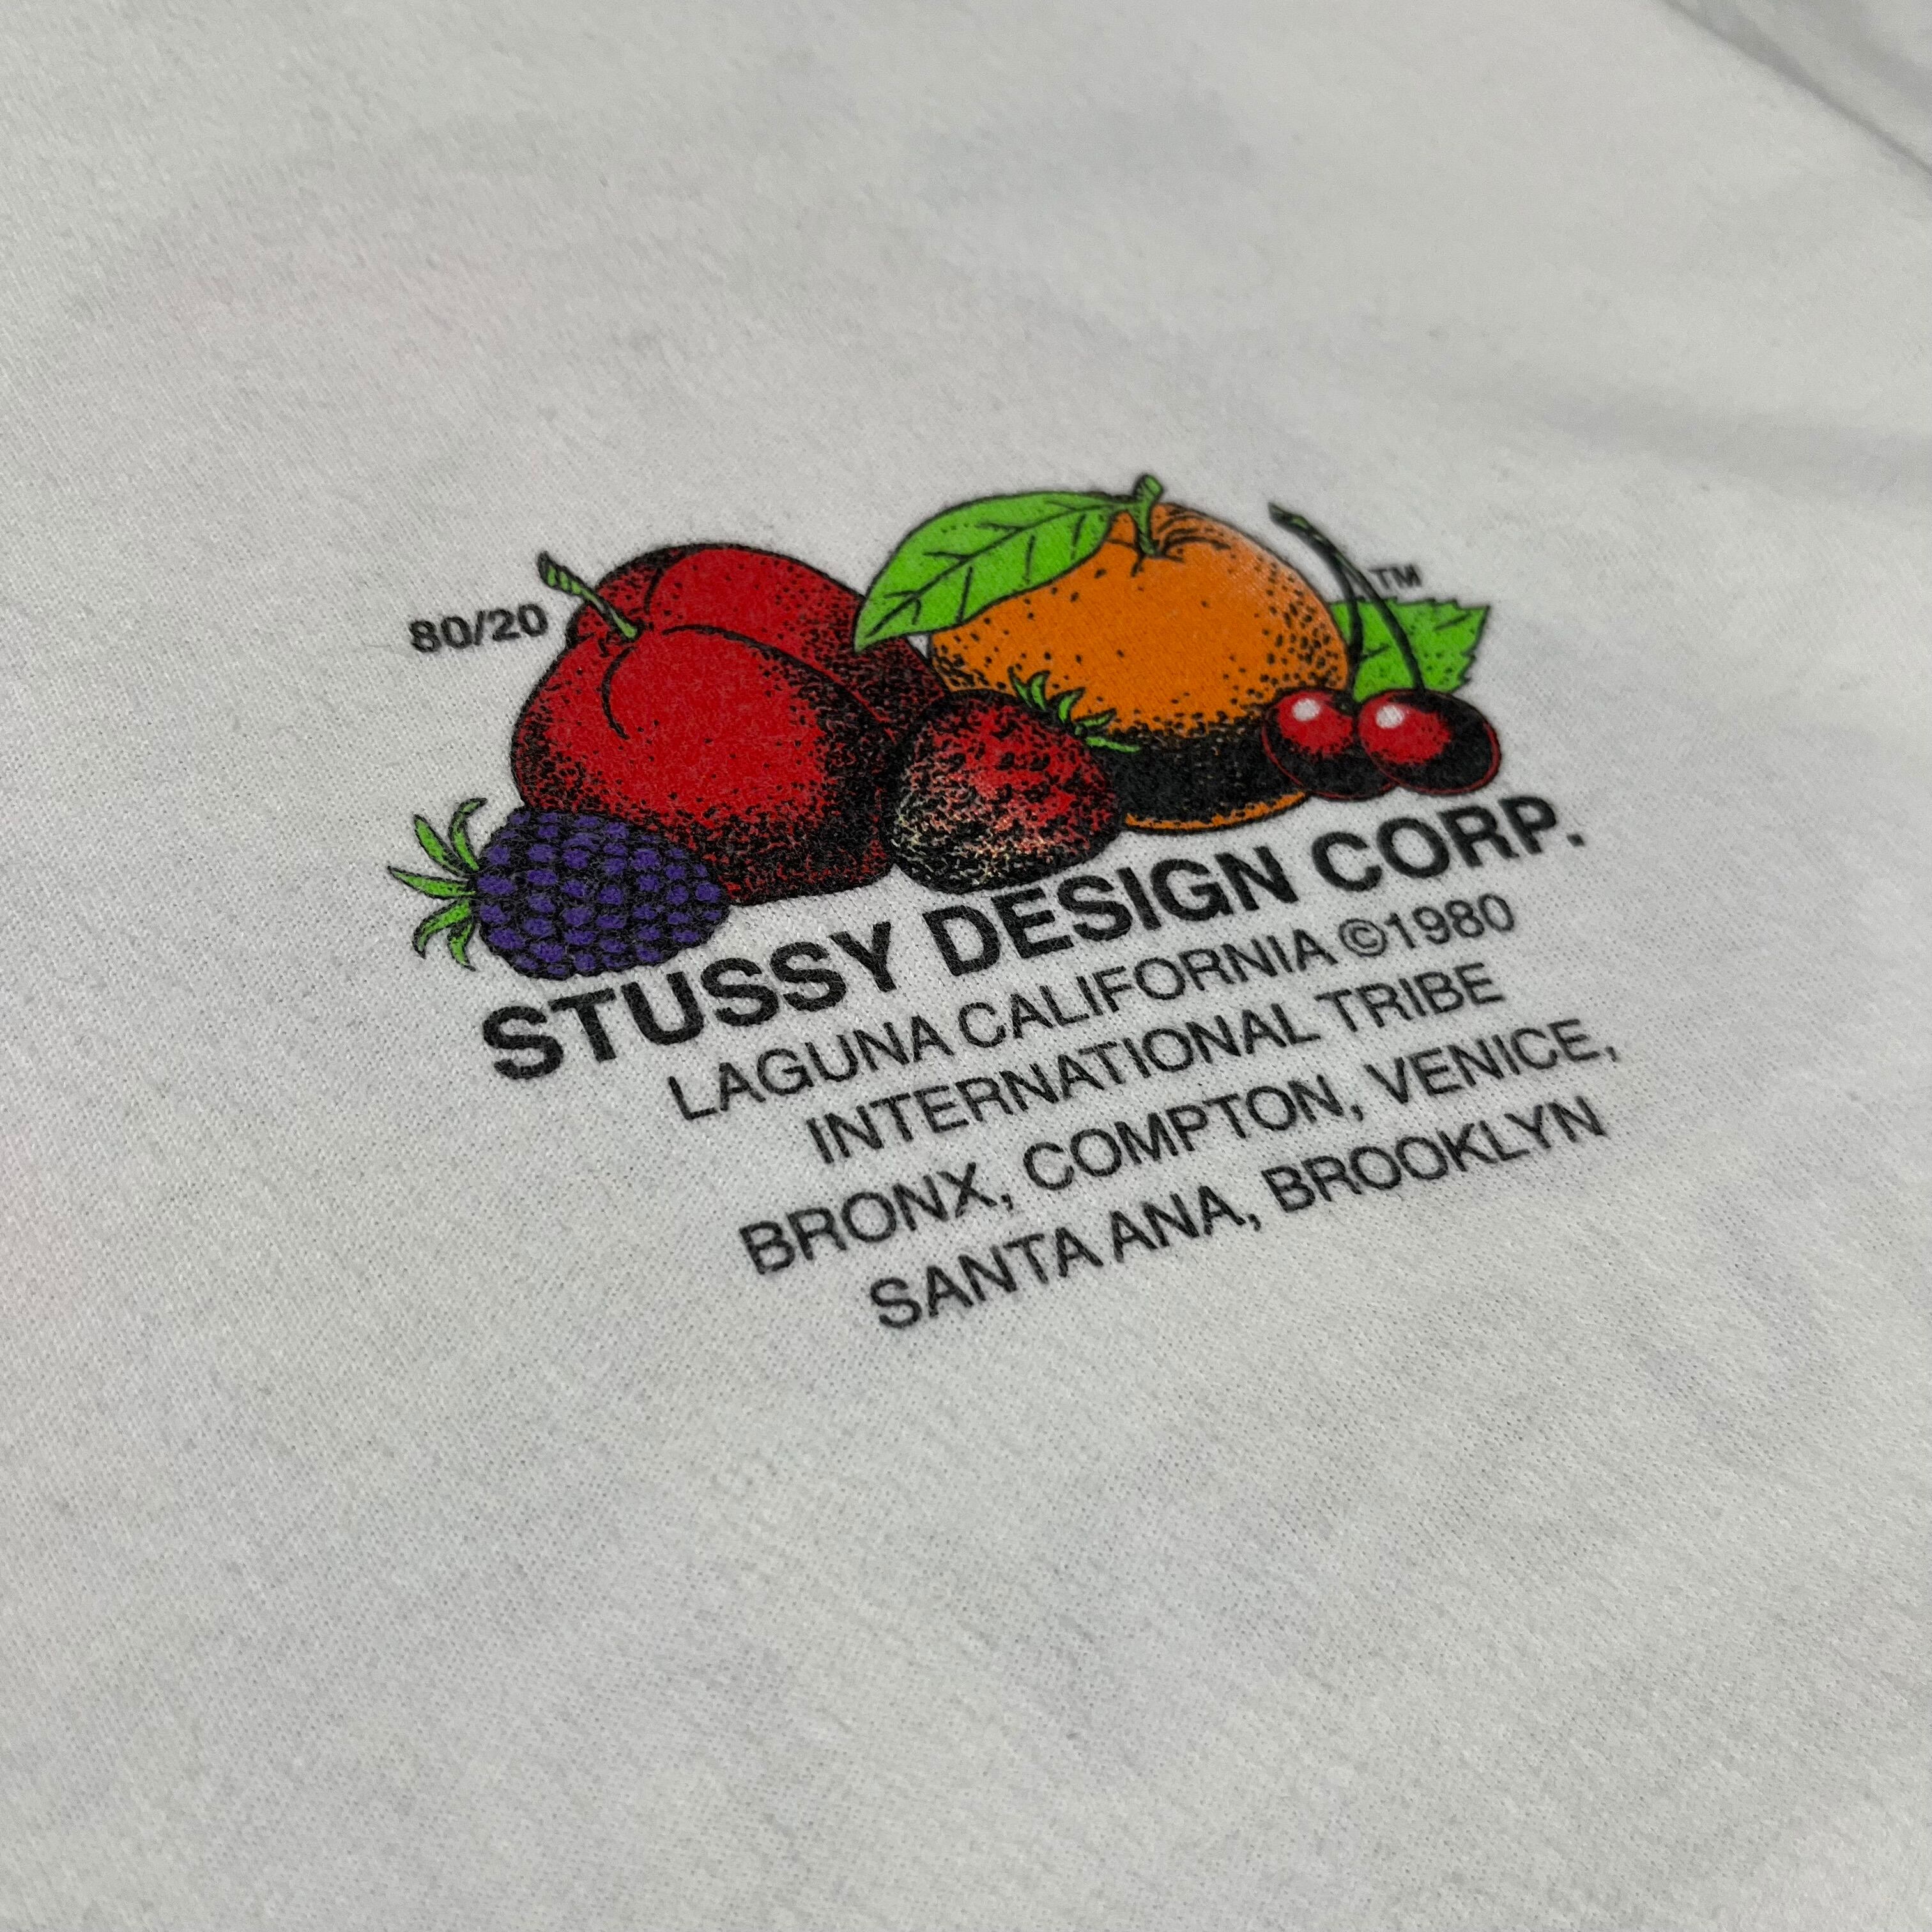 80/20
TM
STUSSY DESIGN CORP.
LAGUNA CALIFORNIA ©1980
INTERNATIONAL TRIBE
BRONX, COMPTON, VENICE,
SANTA ANA, BROOKLYN